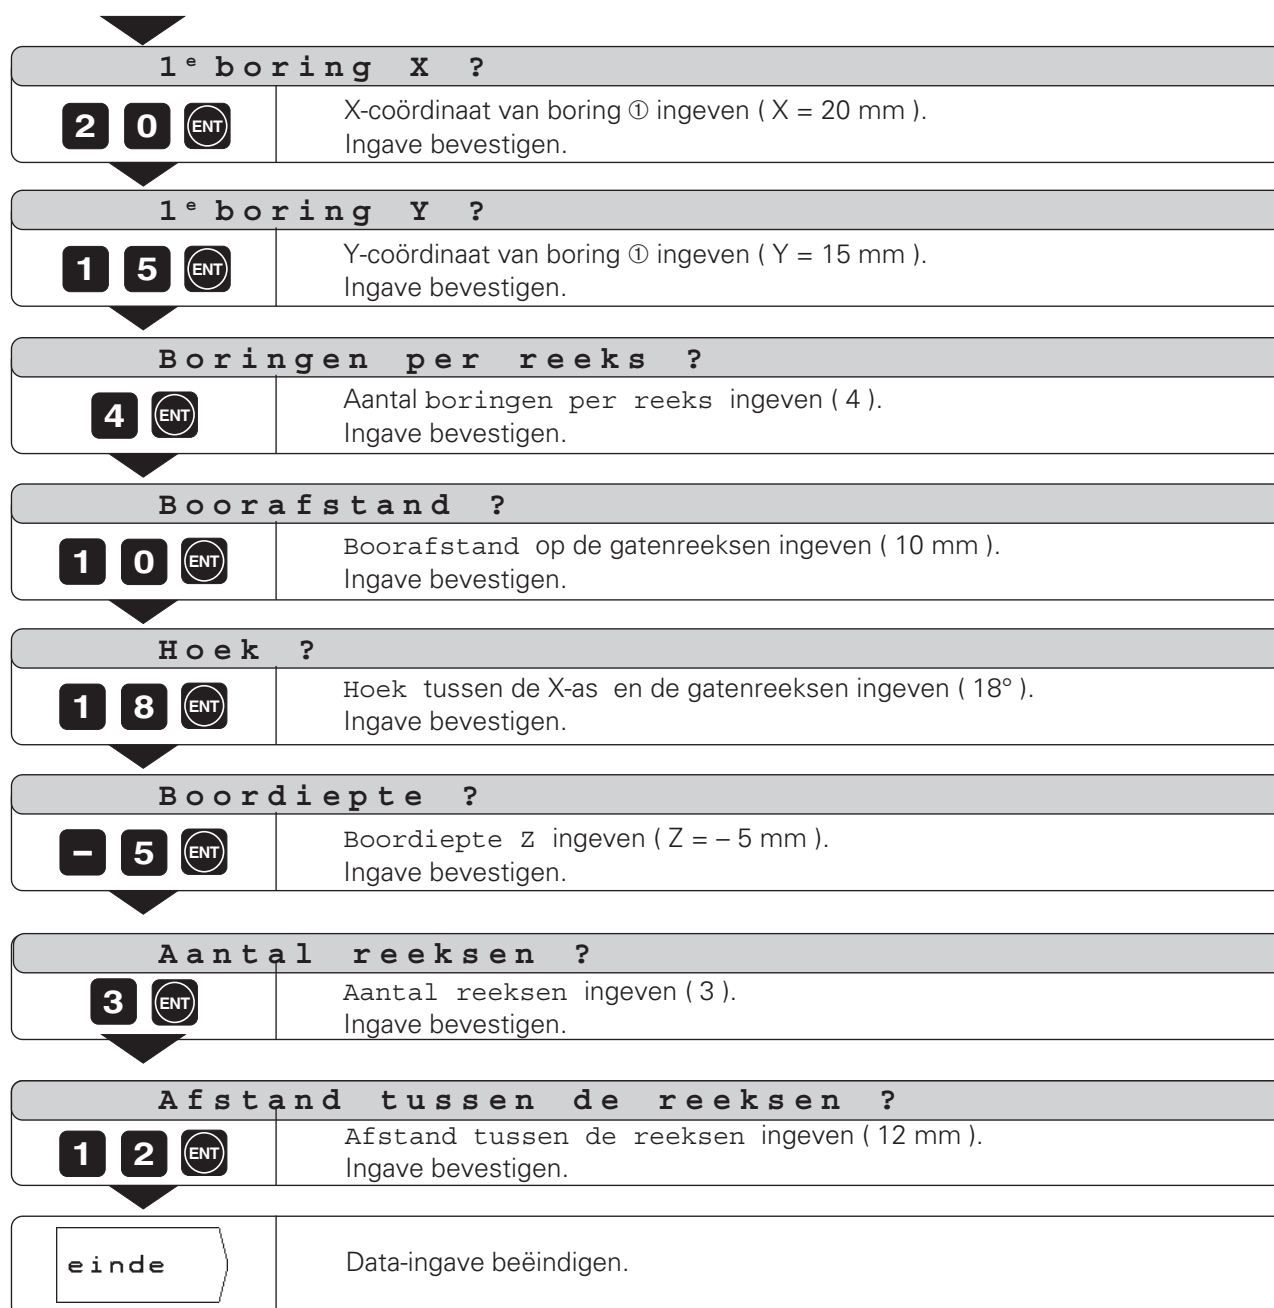 1e boring X ?
2 0 ENT
X-coördinaat van boring ① ingeven ( X = 20 mm ).
Ingave bevestigen.
1e boring Y ?
1 5 ENT
Y-coördinaat van boring ① ingeven ( Y = 15 mm ).
Ingave bevestigen.
Boringen per reeks ?
4 ENT
Aantal boringen per reeks ingeven ( 4 ).
Ingave bevestigen.
Boorafstand ?
1 0 ENT
Boorafstand op de gatenreeksen ingeven ( 10 mm ).
Ingave bevestigen.
Hoek ?
1 8 ENT
Hoek tussen de X-as en de gatenreeksen ingeven ( 18° ).
Ingave bevestigen.
Boordiepte ?
– 5 ENT
Boordiepte Z ingeven ( Z = – 5 mm ).
Ingave bevestigen.
Aantal reeksen ?
3 ENT
Aantal reeksen ingeven ( 3 ).
Ingave bevestigen.
Afstand tussen de reeksen ?
1 2 ENT
Afstand tussen de reeksen ingeven ( 12 mm ).
Ingave bevestigen.
einde
Data-ingave beëindigen.